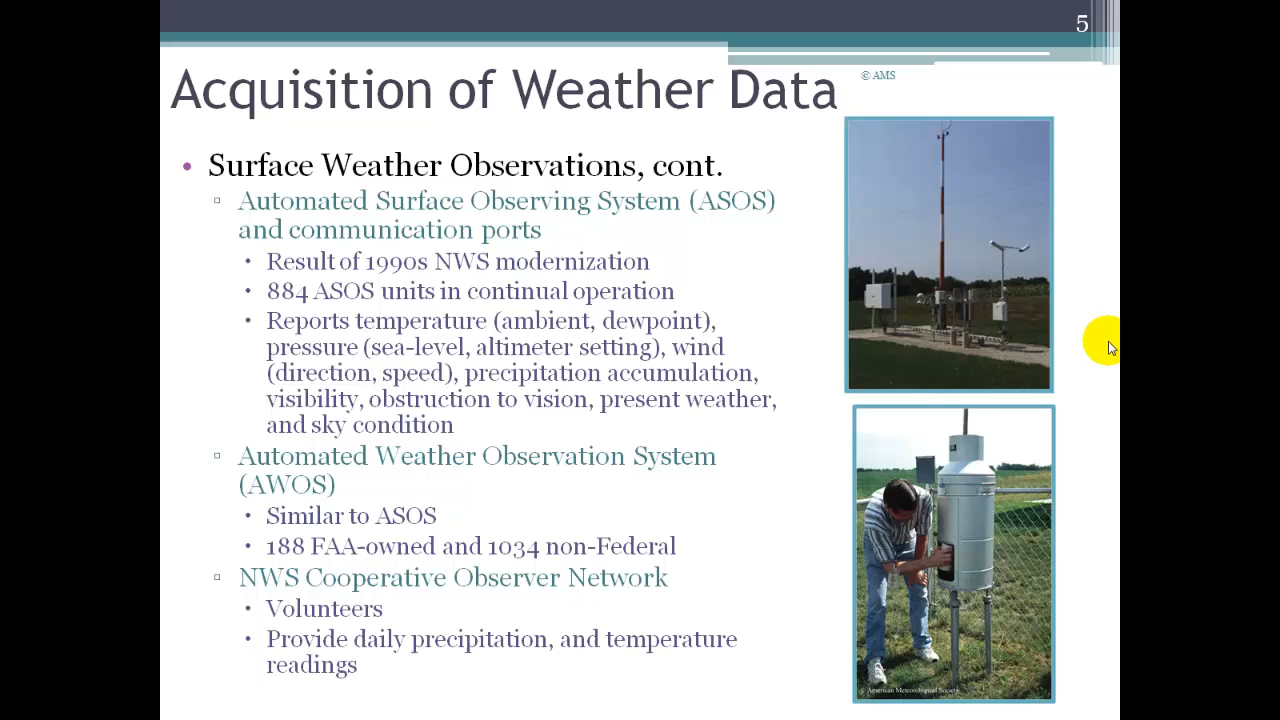 5
Acquisition of Weather Data
© AMS
• Surface Weather Observations, cont.
▫ Automated Surface Observing System (ASOS)
and communication ports
• Result of 1990s NWS modernization
• 884 ASOS units in continual operation
• Reports temperature (ambient, dewpoint),
pressure (sea-level, altimeter setting), wind
(direction, speed), precipitation accumulation,
visibility, obstruction to vision, present weather,
and sky condition
▫ Automated Weather Observation System
(AWOS)
• Similar to ASOS
• 188 FAA-owned and 1034 non-Federal
▫ NWS Cooperative Observer Network
• Volunteers
• Provide daily precipitation, and temperature
readings
© American Meteorological Society